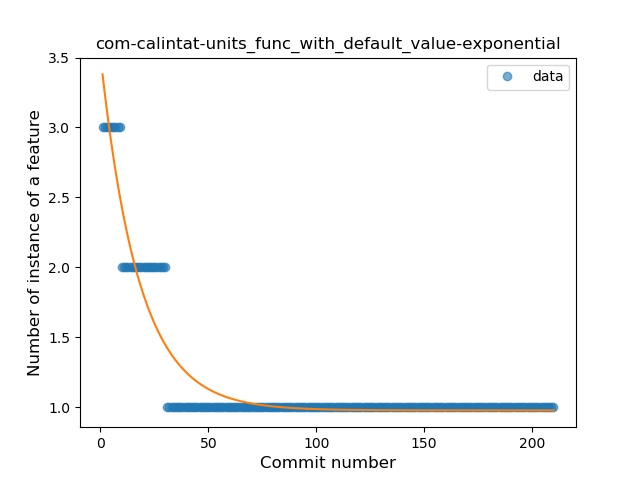 com-calintat-units_func_with_default_value-exponential
data
Number of instance of a feature
3.5
3.0
2.5
2.0
1.5
1.0
0
50
100
150
200
Commit number